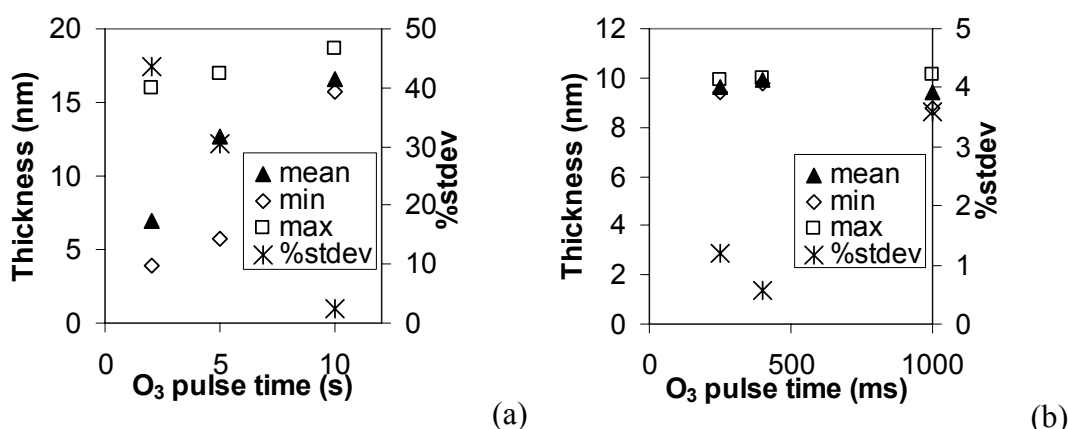 20
15
10
5
0
Thickness (nm)
50
40
30
20
10
0
%stdev
mean
min
max
%stdev
0 5 10
O3 pulse time (s)
(a)
12
10
8
6
4
2
0
Thickness (nm)
5
4
3
2
1
0
%stdev
mean
min
max
%stdev
0 500 1000
O3 pulse time (ms)
(b)